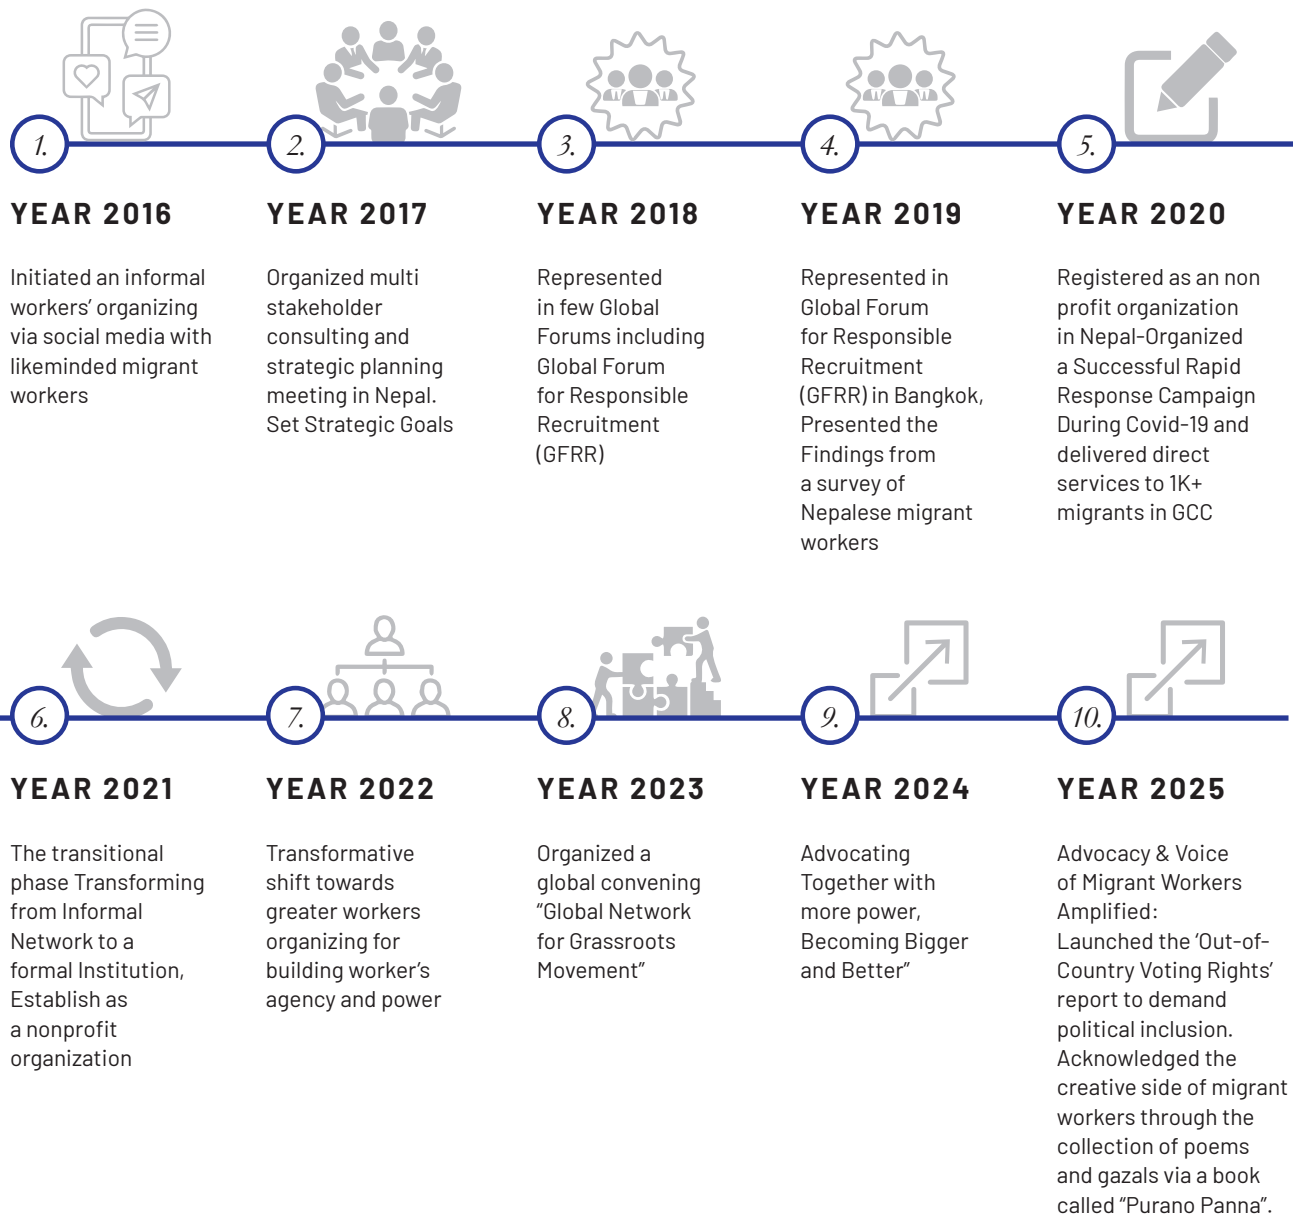 1.
YEAR 2016
Initiated an informal
workers’ organizing
via social media with
likeminded migrant
workers
2.
YEAR 2017
Organized multi
stakeholder
consulting and
strategic planning
meeting in Nepal.
Set Strategic Goals
3.
YEAR 2018
Represented
in few Global
Forums including
Global Forum
for Responsible
Recruitment
(GFRR)
4.
YEAR 2019
Represented in
Global Forum
for Responsible
Recruitment
(GFRR) in Bangkok,
Presented the
Findings from
a survey of
Nepalese migrant
workers
5.
YEAR 2020
Registered as an non
profit organization
in Nepal-Organized
a Successful Rapid
Response Campaign
During Covid-19 and
delivered direct
services to 1K+
migrants in GCC
6.
YEAR 2021
The transitional
phase Transforming
from Informal
Network to a
formal Institution,
Establish as
a nonprofit
organization
7.
YEAR 2022
Transformative
shift towards
greater workers
organizing for
building worker’s
agency and power
8.
YEAR 2023
Organized a
global convening
“Global Network
for Grassroots
Movement”
9.
YEAR 2024
Advocating
Together with
more power,
Becoming Bigger
and Better”
10.
YEAR 2025
Advocacy & Voice
of Migrant Workers
Amplified:
Launched the ‘Out-of-
Country Voting Rights’
report to demand
political inclusion.
Acknowledged the
creative side of migrant
workers through the
collection of poems
and gazals via a book
called “Purano Panna”.